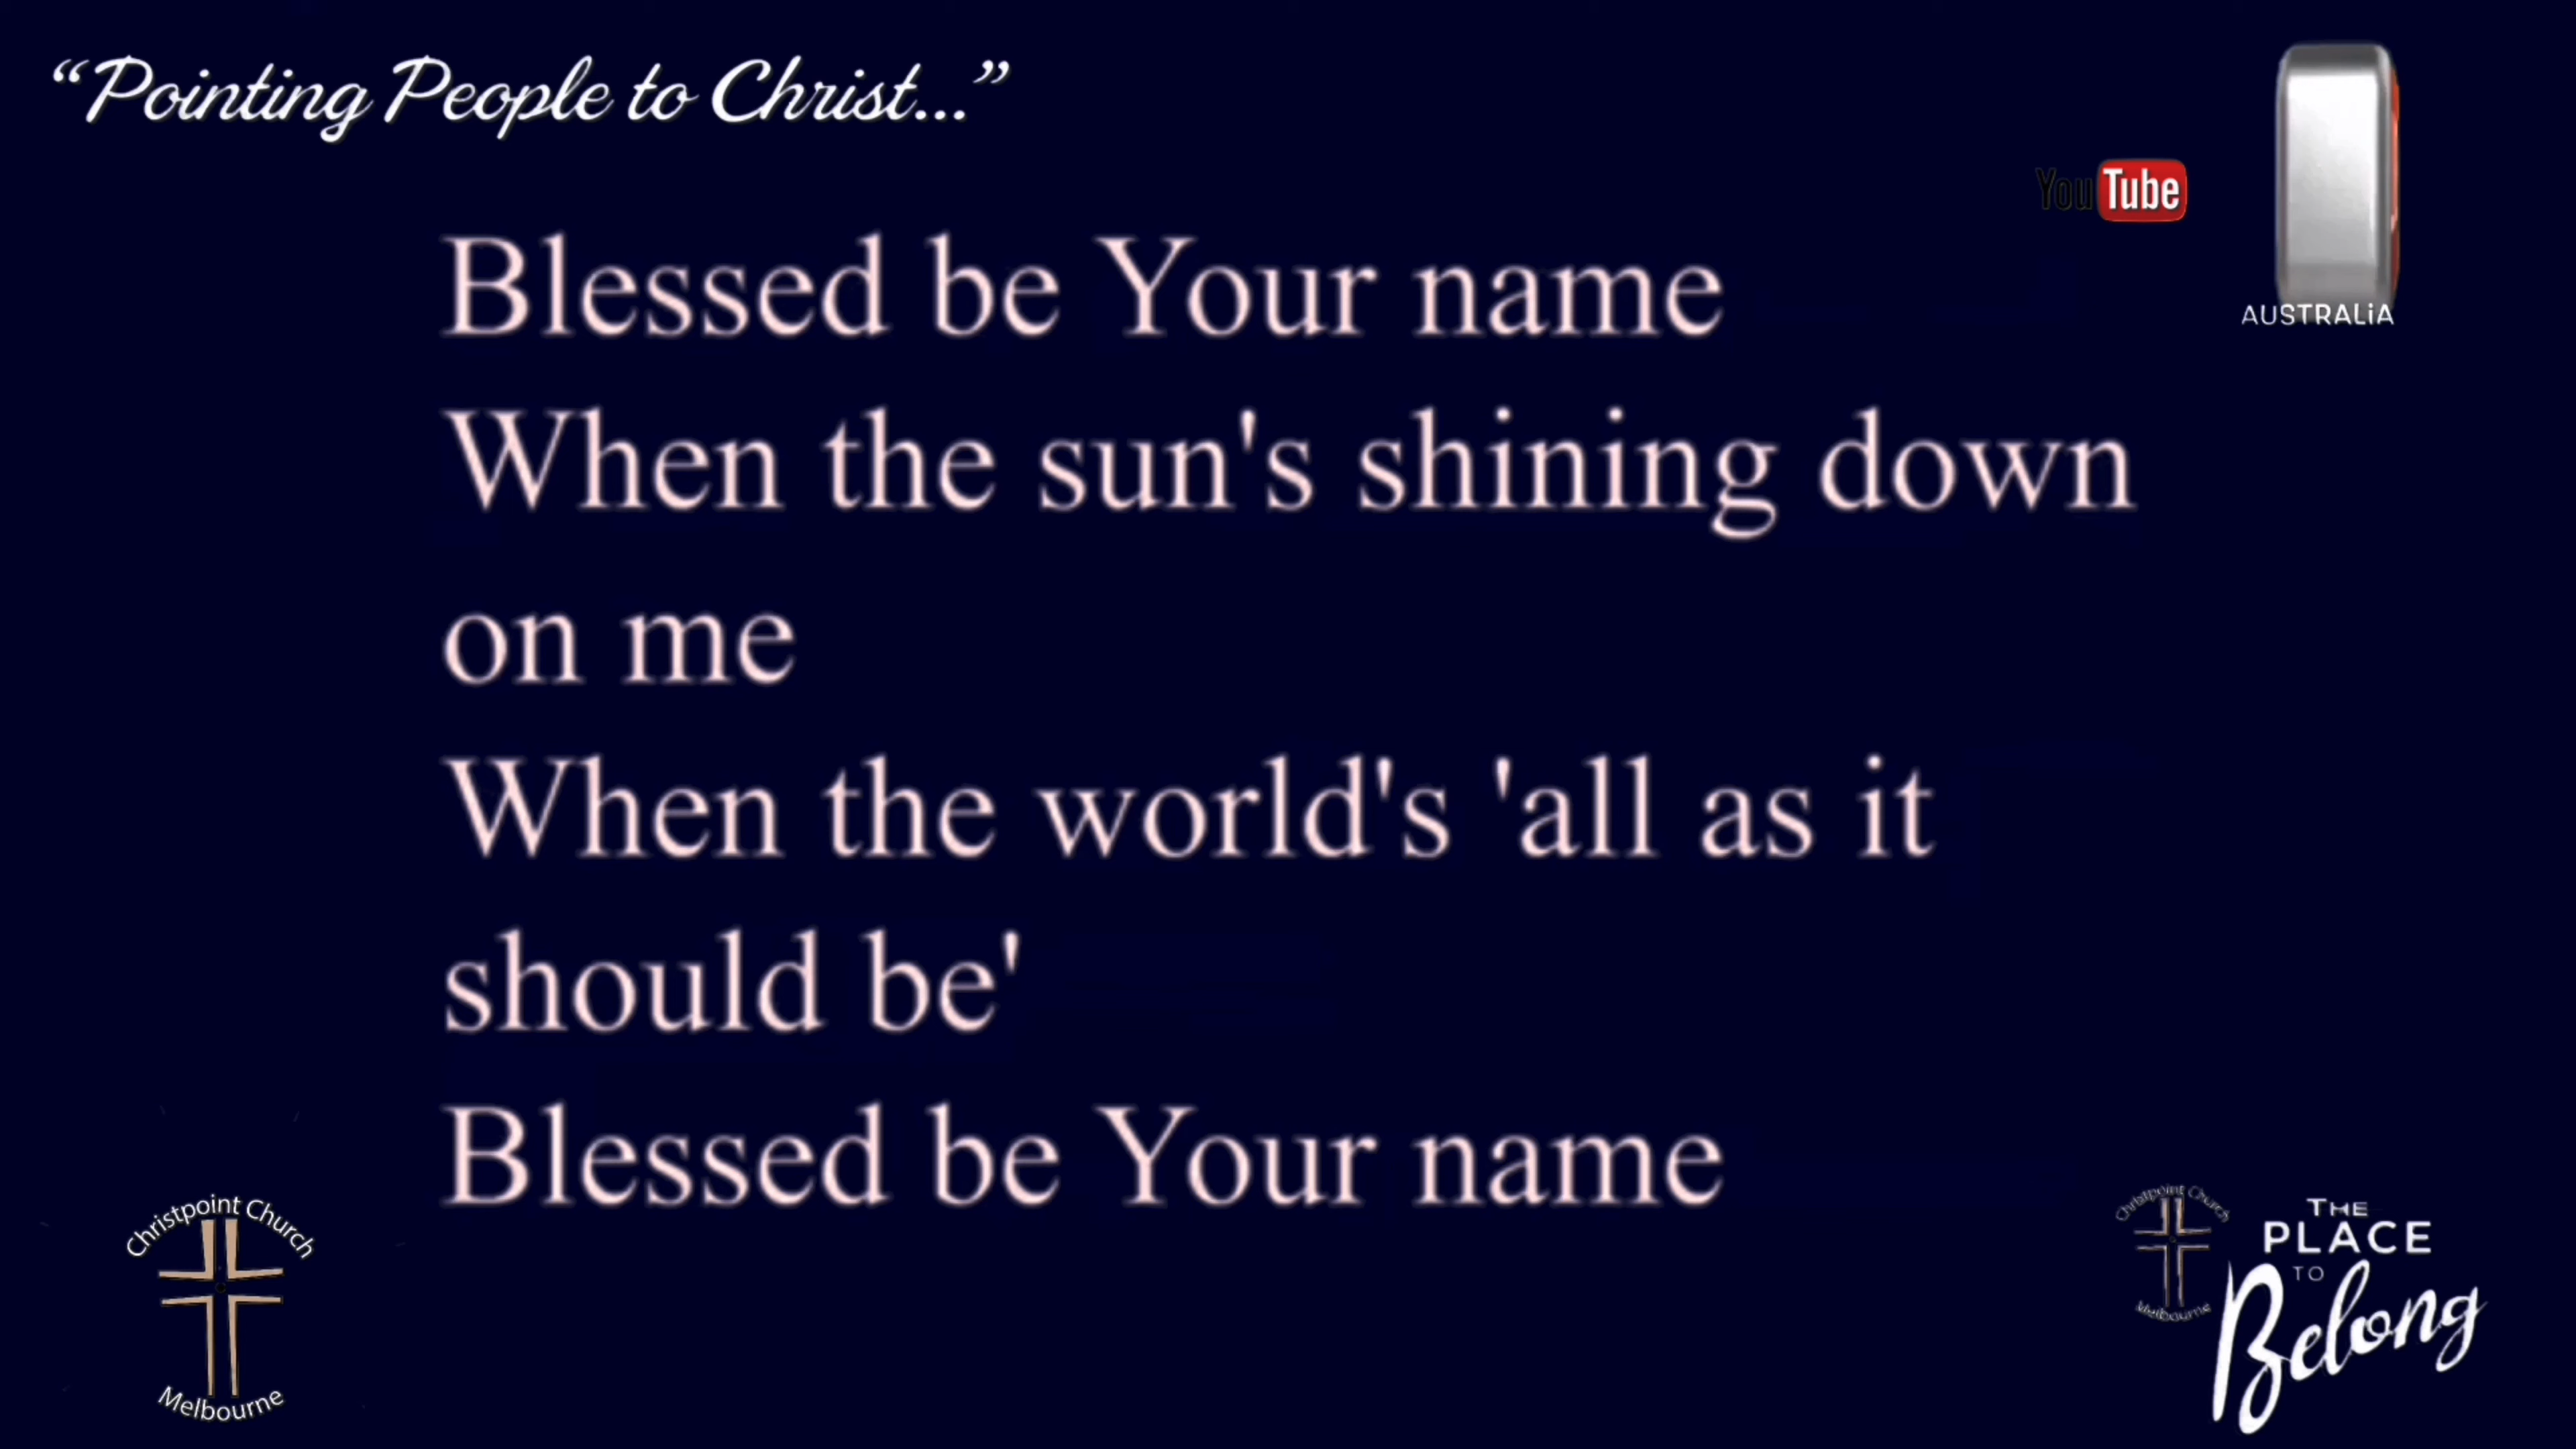 “Pointing People to Christ...”
YouTube
AUSTRALiA
Blessed be Your name
When the sun's shining down
on me
When the world's 'all as it
should be'
Blessed be Your name
Christpoint Church
Melbourne
Christpoint Church
Melbourne
THE
PLACE
TO
Belong